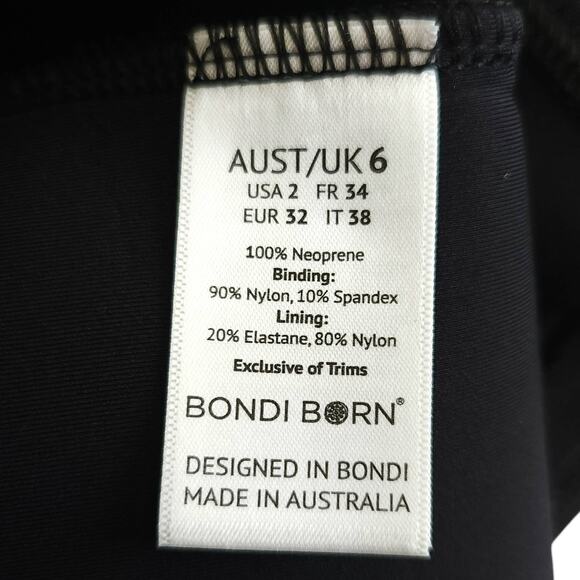 AUST/UK 6
USA 2 FR 34
EUR 32 IT 38
100% Neoprene
Binding:
90% Nylon, 10% Spandex
Lining:
20% Elastane, 80% Nylon
Exclusive of Trims
BONDI BORN®
DESIGNED IN BONDI
MADE IN AUSTRALIA